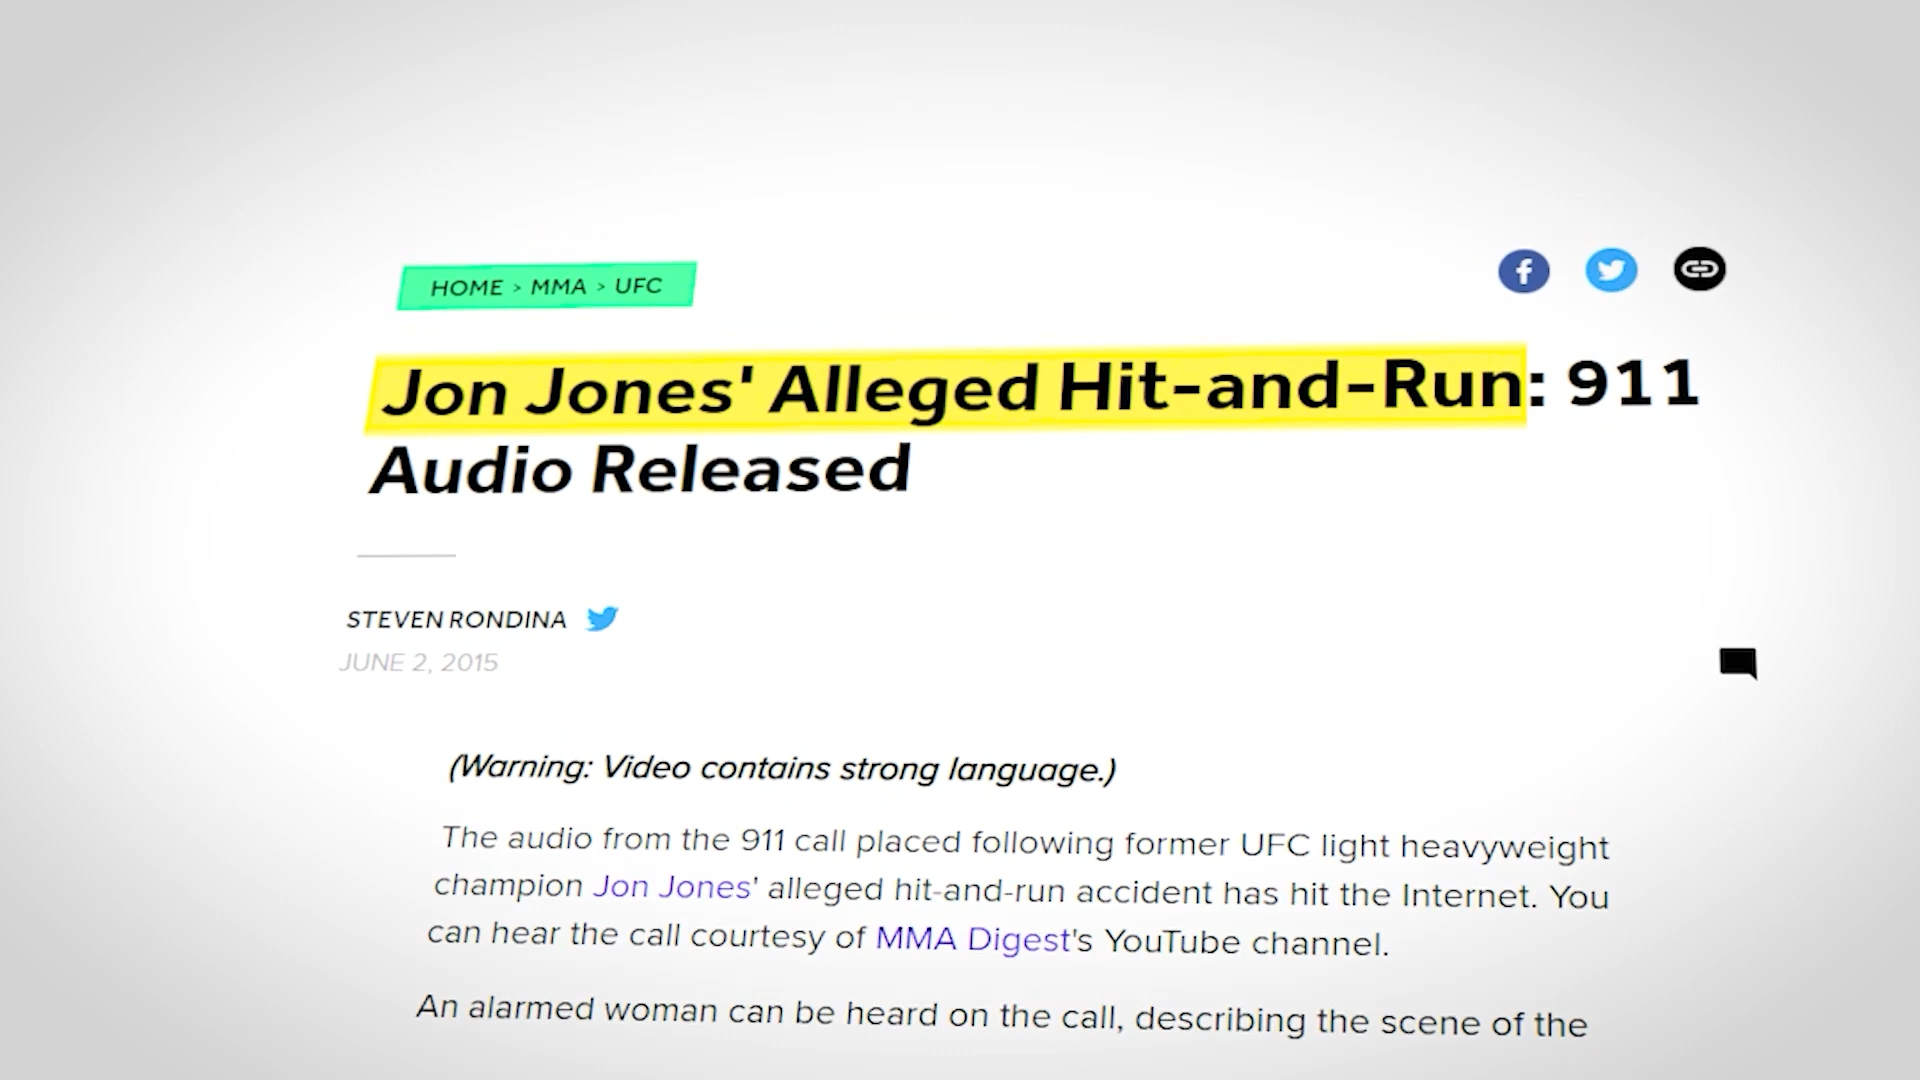 HOME > MMA > UFC
Jon Jones' Alleged Hit-and-Run: 911
Audio Released
STEVEN RONDINA
JUNE 2, 2015
(Warning: Video contains strong language.)
The audio from the 911 call placed following former UFC light heavyweight
champion Jon Jones' alleged hit-and-run accident has hit the Internet. You
can hear the call courtesy of MMA Digest's YouTube channel.
An alarmed woman can be heard on the call, describing the scene of the